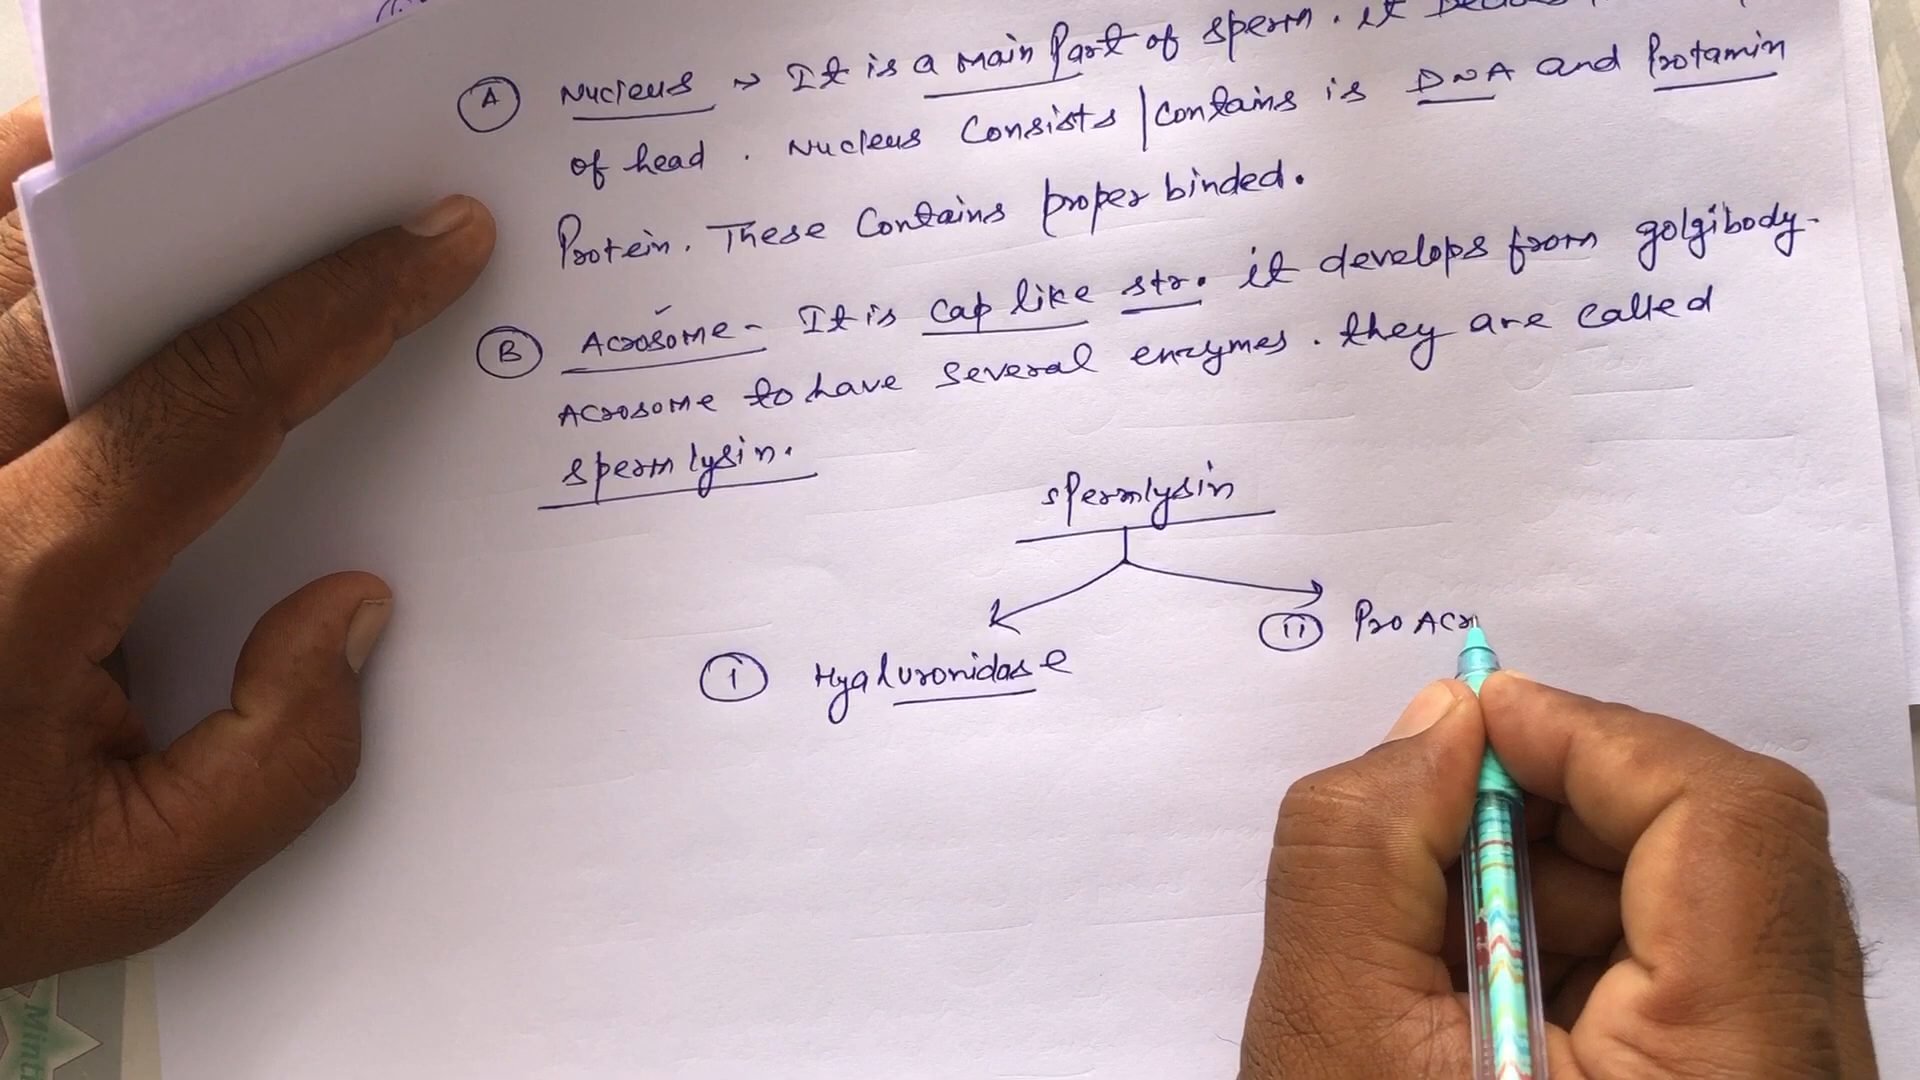 A Nucleus → It is a main Part of sperm. it
of head. Nucleus Consists / Contains is DNA and Protamin
Protein. These Contains proper binded.
B Acrosome - It is cap like str. it develops from golgibody.
Acrosome to have several enzymes. they are called
spermlysin.
spermlysin
I Hyaluronidase
II Pro Acr
Mint